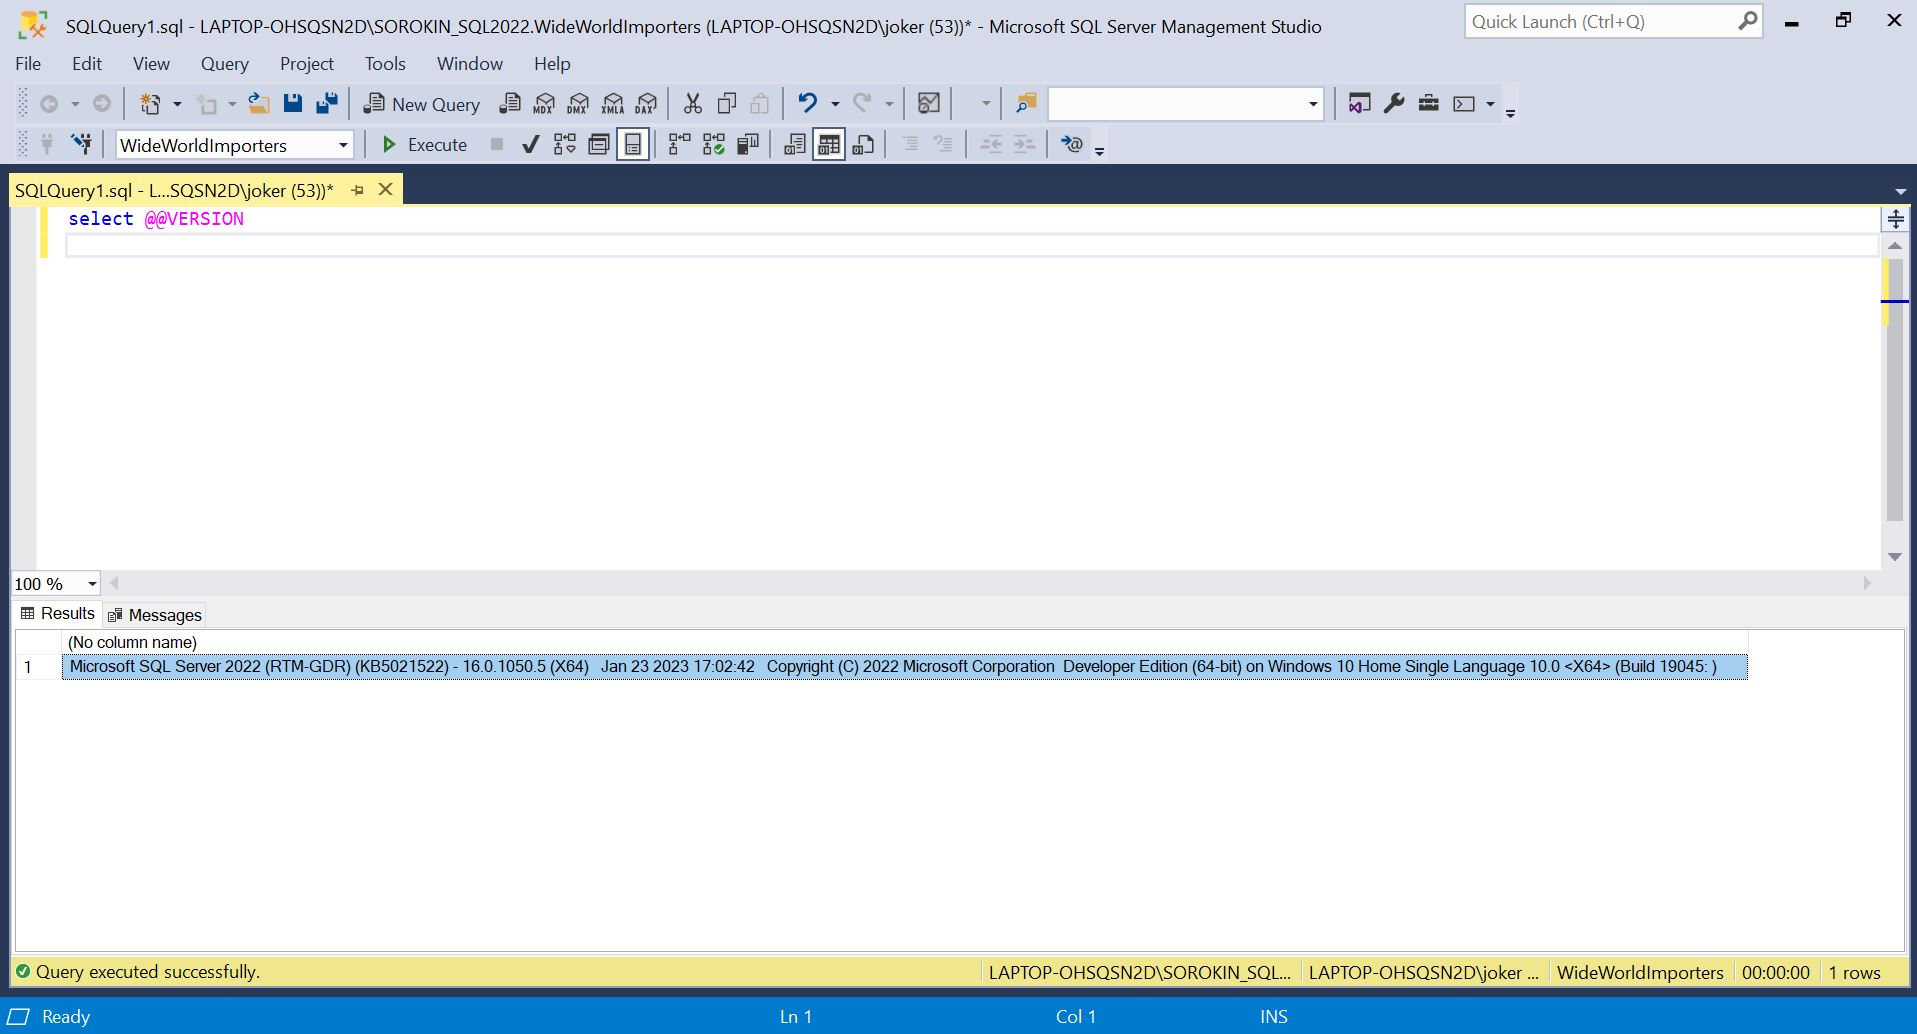 SQLQuery1.sql - LAPTOP-OHSQSN2D\SOROKIN_SQL2022.WideWorldImporters (LAPTOP-OHSQSN2D\joker (53))* - Microsoft SQL Server Management Studio
Quick Launch (Ctrl+Q)
File Edit View Query Project Tools Window Help
New Query MDX DMX XMLA DAX
WideWorldImporters Execute
SQLQuery1.sql - L...SQSN2D\joker (53))*
select @@VERSION
100 %
Results Messages
(No column name)
1 Microsoft SQL Server 2022 (RTM-GDR) (KB5021522) - 16.0.1050.5 (X64) Jan 23 2023 17:02:42 Copyright (C) 2022 Microsoft Corporation Developer Edition (64-bit) on Windows 10 Home Single Language 10.0 <X64> (Build 19045: )
Query executed successfully. LAPTOP-OHSQSN2D\SOROKIN_SQL... LAPTOP-OHSQSN2D\joker ... WideWorldImporters 00:00:00 1 rows
Ready Ln 1 Col 1 INS